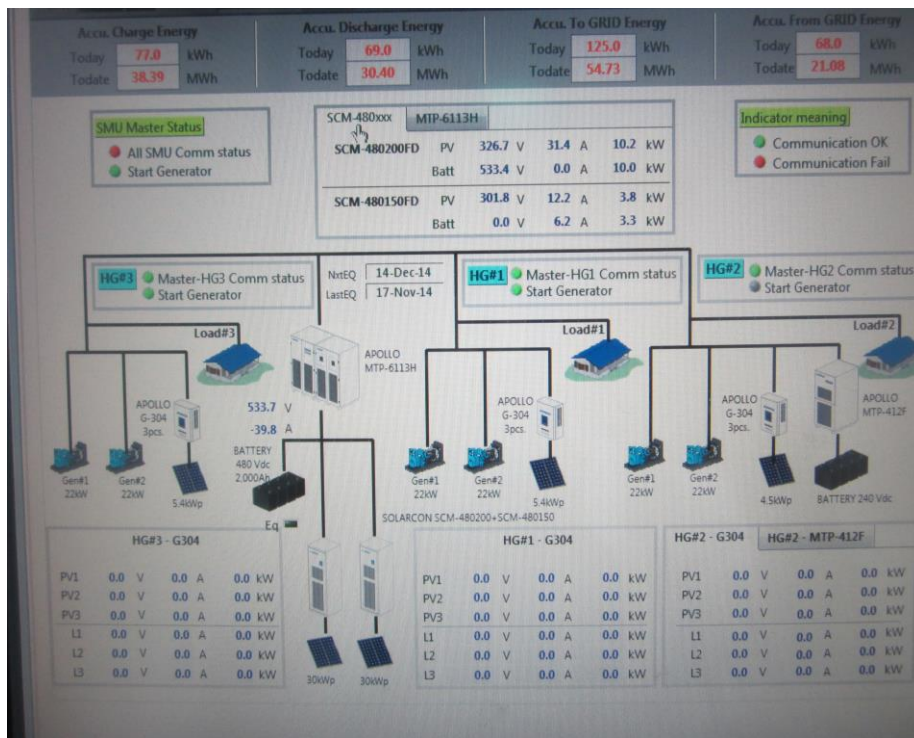 Accu. Charge Energy
Today 77.0 kWh
Todate 38.39 MWh
Accu. Discharge Energy
Today 69.0 kWh
Todate 30.40 MWh
Accu. To GRID Energy
Today 125.0 kWh
Todate 54.73 MWh
Accu. From GRID Energy
Today 68.0 kWh
Todate 21.08 MWh
SMU Master Status
All SMU Comm status
Start Generator
SCM-480xxx MTP-6113H
SCM-480200FD PV 326.7 V 31.4 A 10.2 kW
Batt 533.4 V 0.0 A 10.0 kW
SCM-480150FD PV 301.8 V 12.2 A 3.8 kW
Batt 0.0 V 6.2 A 3.3 kW
Indicator meaning
Communication OK
Communication Fail
HG#3 Master-HG3 Comm status
Start Generator
NxtEQ 14-Dec-14
LastEQ 17-Nov-14
HG#1 Master-HG1 Comm status
Start Generator
HG#2 Master-HG2 Comm status
Start Generator
Load#3
Load#1
Load#2
APOLLO
MTP-6113H
APOLLO
G-304
3pcs.
533.7 V
-39.8 A
BATTERY
480 Vdc
2,000Ah
Eq
APOLLO
G-304
3pcs.
APOLLO
G-304
3pcs.
APOLLO
MTP-412F
Gen#1
22kW
Gen#2
22kW
5.4kWp
Gen#1
22kW
Gen#2
22kW
5.4kWp
Gen#1
22kW
Gen#2
22kW
4.5kWp
BATTERY 240 Vdc
SOLARCON SCM-480200+SCM-480150
30kWp
30kWp
HG#3 - G304
PV1 0.0 V 0.0 A 0.0 kW
PV2 0.0 V 0.0 A 0.0 kW
PV3 0.0 V 0.0 A 0.0 kW
L1 0.0 V 0.0 A 0.0 kW
L2 0.0 V 0.0 A 0.0 kW
L3 0.0 V 0.0 A 0.0 kW
HG#1 - G304
PV1 0.0 V 0.0 A 0.0 kW
PV2 0.0 V 0.0 A 0.0 kW
PV3 0.0 V 0.0 A 0.0 kW
L1 0.0 V 0.0 A 0.0 kW
L2 0.0 V 0.0 A 0.0 kW
L3 0.0 V 0.0 A 0.0 kW
HG#2 - G304 HG#2 - MTP-412F
PV1 0.0 V 0.0 A 0.0 kW
PV2 0.0 V 0.0 A 0.0 kW
PV3 0.0 V 0.0 A 0.0 kW
L1 0.0 V 0.0 A 0.0 kW
L2 0.0 V 0.0 A 0.0 kW
L3 0.0 V 0.0 A 0.0 kW